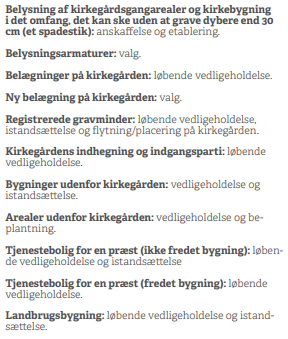 Belysning af kirkegårdsgangarealer og kirkebygning
i det omfang, det kan ske uden at grave dybere end 30
cm (et spadestik): anskaffelse og etablering.
Belysningsarmaturer: valg.
Belægninger på kirkegården: løbende vedligeholdelse.
Ny belægning på kirkegården: valg.
Registrerede gravminder: løbende vedligeholdelse,
istandsættelse og flytning/placering på kirkegården.
Kirkegårdens indhegning og indgangsparti: løbende
vedligeholdelse.
Bygninger udenfor kirkegården: vedligeholdelse og
istandsættelse.
Arealer udenfor kirkegården: vedligeholdelse og be-
plantning.
Tjenestebolig for en præst (ikke fredet bygning): løben-
de vedligeholdelse og istandsættelse
Tjenestebolig for en præst (fredet bygning): løbende
vedligeholdelse.
Landbrugsbygning: løbende vedligeholdelse og istand-
sættelse.